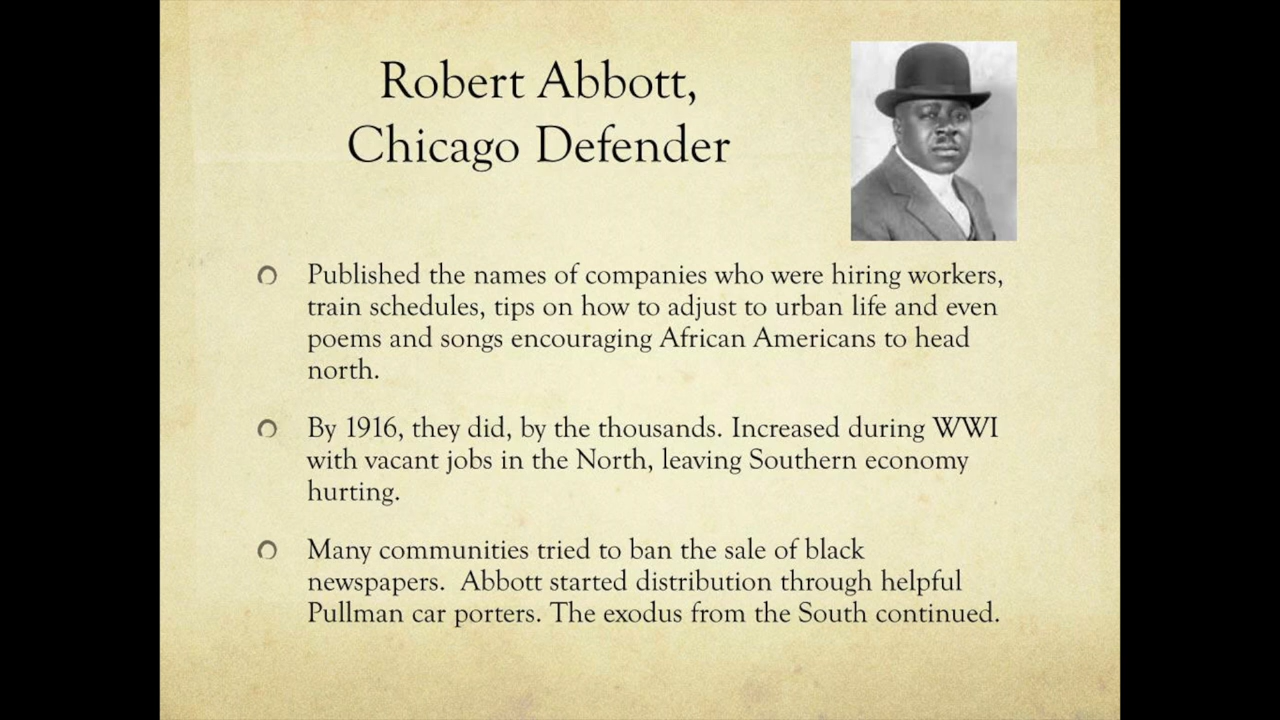 Robert Abbott,
Chicago Defender
Published the names of companies who were hiring workers,
train schedules, tips on how to adjust to urban life and even
poems and songs encouraging African Americans to head
north.
By 1916, they did, by the thousands. Increased during WWI
with vacant jobs in the North, leaving Southern economy
hurting.
Many communities tried to ban the sale of black
newspapers.  Abbott started distribution through helpful
Pullman car porters. The exodus from the South continued.